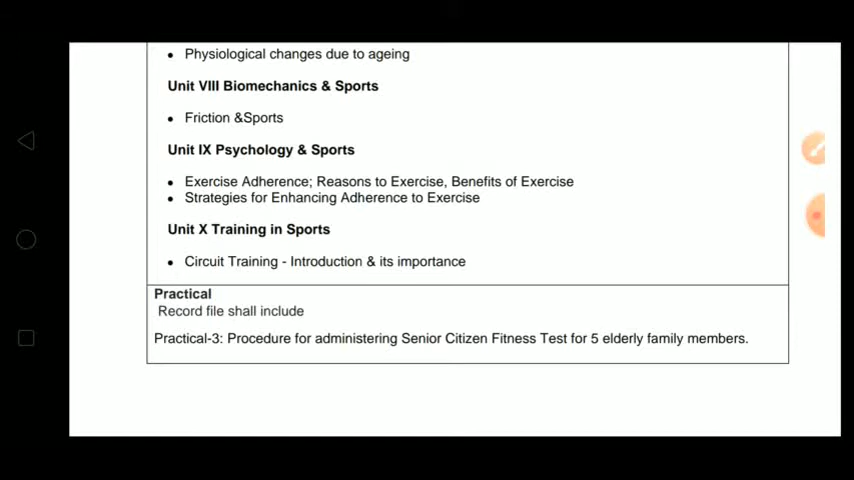 • Physiological changes due to ageing
Unit VIII Biomechanics & Sports
• Friction &Sports
Unit IX Psychology & Sports
• Exercise Adherence; Reasons to Exercise, Benefits of Exercise
• Strategies for Enhancing Adherence to Exercise
Unit X Training in Sports
• Circuit Training - Introduction & its importance
Practical
Record file shall include
Practical-3: Procedure for administering Senior Citizen Fitness Test for 5 elderly family members.